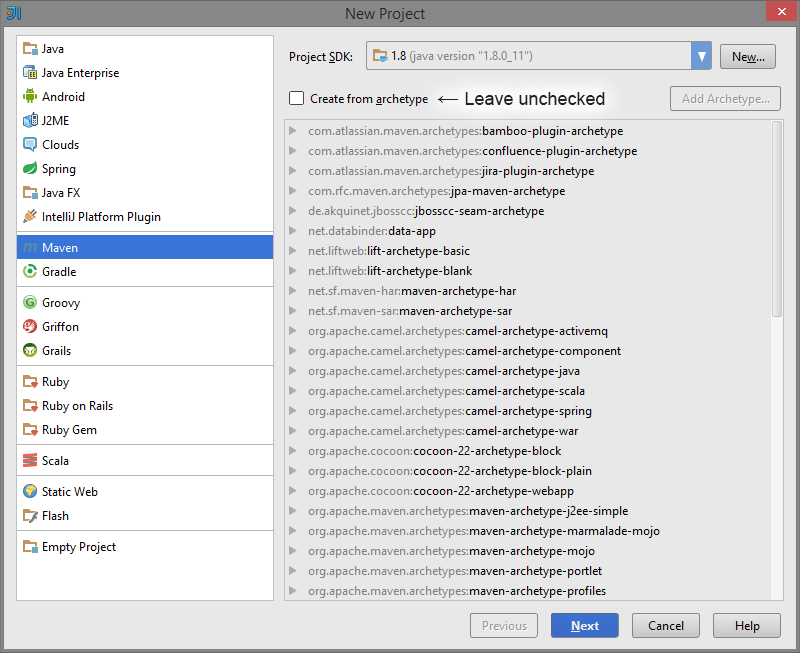 New Project
Java
Java Enterprise
Android
J2ME
Clouds
Spring
Java FX
IntelliJ Platform Plugin
Maven
Gradle
Groovy
Griffon
Grails
Ruby
Ruby on Rails
Ruby Gem
Scala
Static Web
Flash
Empty Project
Project SDK: 1.8 (java version "1.8.0_11") New...
Create from archetype ← Leave unchecked Add Archetype...
com.atlassian.maven.archetypes:bamboo-plugin-archetype
com.atlassian.maven.archetypes:confluence-plugin-archetype
com.atlassian.maven.archetypes:jira-plugin-archetype
com.rfc.maven.archetypes:jpa-maven-archetype
de.akquinet.jbosscc:jbosscc-seam-archetype
net.databinder:data-app
net.liftweb:lift-archetype-basic
net.liftweb:lift-archetype-blank
net.sf.maven-har:maven-archetype-har
net.sf.maven-sar:maven-archetype-sar
org.apache.camel.archetypes:camel-archetype-activemq
org.apache.camel.archetypes:camel-archetype-component
org.apache.camel.archetypes:camel-archetype-java
org.apache.camel.archetypes:camel-archetype-scala
org.apache.camel.archetypes:camel-archetype-spring
org.apache.camel.archetypes:camel-archetype-war
org.apache.cocoon:cocoon-22-archetype-block
org.apache.cocoon:cocoon-22-archetype-block-plain
org.apache.cocoon:cocoon-22-archetype-webapp
org.apache.maven.archetypes:maven-archetype-j2ee-simple
org.apache.maven.archetypes:maven-archetype-marmalade-mojo
org.apache.maven.archetypes:maven-archetype-mojo
org.apache.maven.archetypes:maven-archetype-portlet
org.apache.maven.archetypes:maven-archetype-profiles
Previous Next Cancel Help